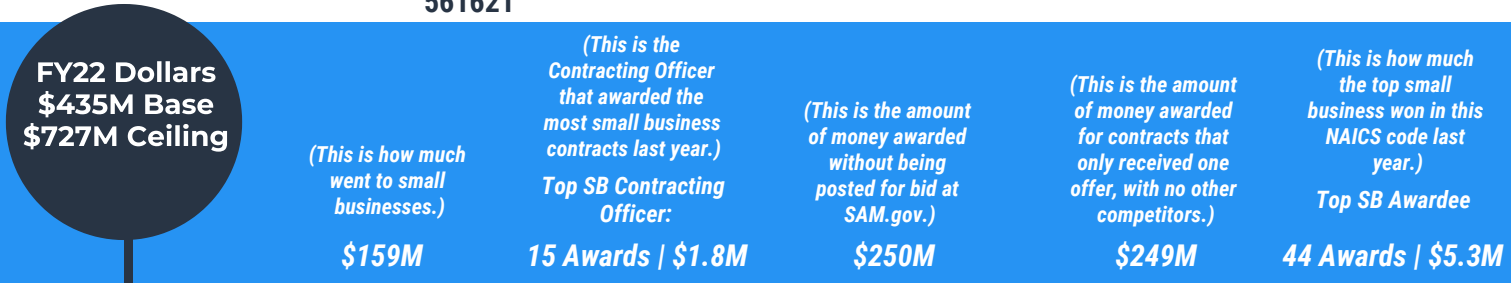 561621
FY22 Dollars
$435M Base
$727M Ceiling
(This is how much
went to small
businesses.)
$159M
(This is the
Contracting Officer
that awarded the
most small business
contracts last year.)
Top SB Contracting
Officer:
15 Awards | $1.8M
(This is the amount
of money awarded
without being
posted for bid at
SAM.gov.)
$250M
(This is the amount
of money awarded
for contracts that
only received one
offer, with no other
competitors.)
$249M
(This is how much
the top small
business won in this
NAICS code last
year.)
Top SB Awardee
44 Awards | $5.3M